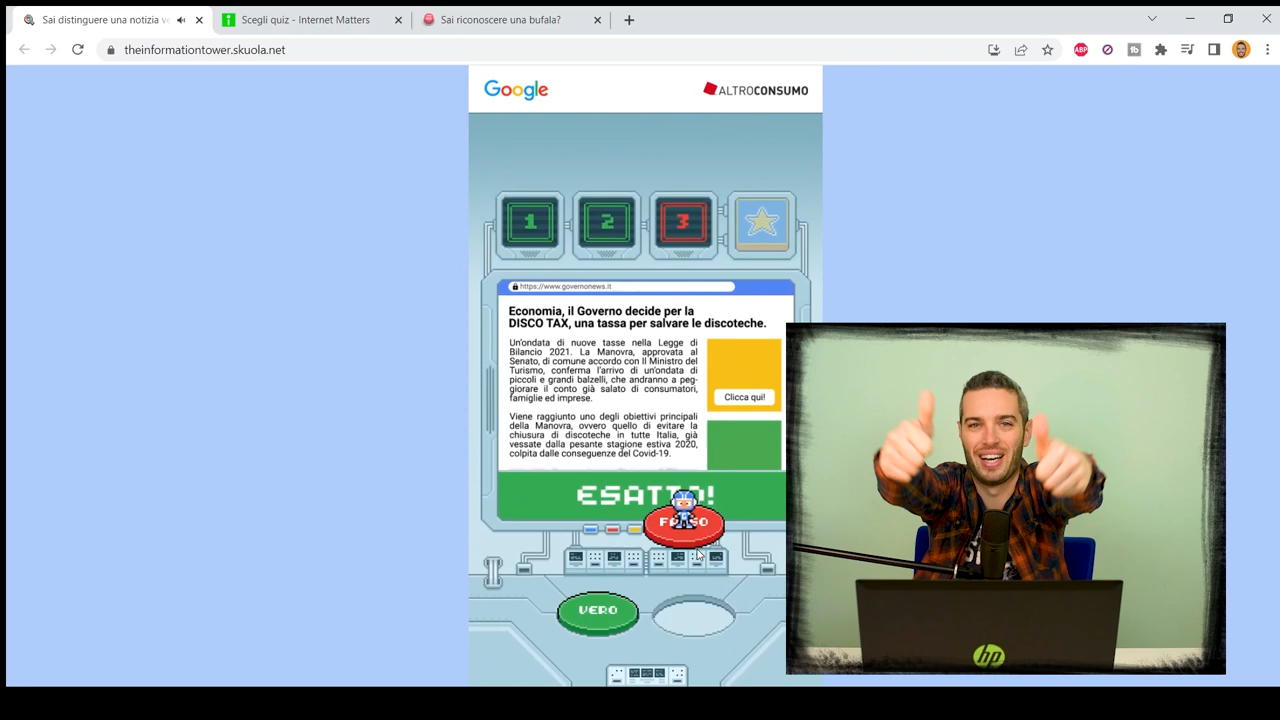 Sai distinguere una notizia ve
Scegli quiz - Internet Matters
Sai riconoscere una bufala?
theinformationtower.skuola.net
ABP
tb
Google
ALTROCONSUMO
1
2
3
https://www.governonews.it
Economia, il Governo decide per la
DISCO TAX, una tassa per salvare le discoteche.
Un'ondata di nuove tasse nella Legge di
Bilancio 2021. La Manovra, approvata al
Senato, di comune accordo con Il Ministro del
Turismo, conferma l'arrivo di un'ondata di
piccoli e grandi balzelli, che andranno a peg-
giorare il conto già salato di consumatori,
famiglie ed imprese.
Clicca qui!
Viene raggiunto uno degli obiettivi principali
della Manovra, ovvero quello di evitare la
chiusura di discoteche in tutte Italia, già
vessate dalla pesante stagione estiva 2020,
colpita dalle conseguenze del Covid-19.
ESATTO!
FALSO
VERO
hp